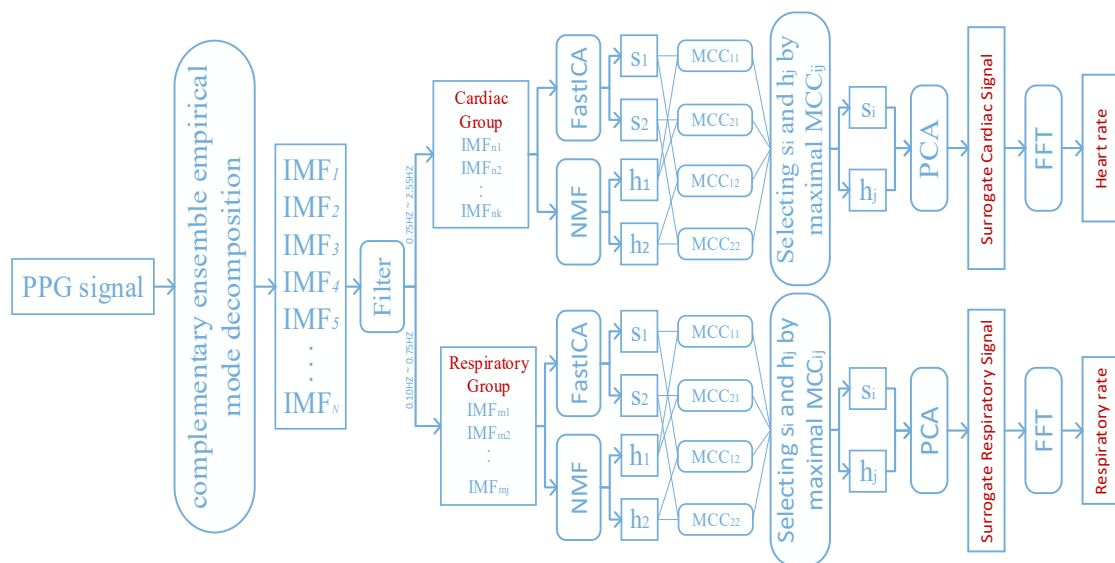 PPG signal
complementary ensemble empirical
mode decomposition
IMF1
IMF2
IMF3
IMF4
IMF5
.
.
.
.
IMFN
Filter
0.75HZ ~ 2.55HZ
0.10HZ ~ 0.75HZ
Cardiac
Group
IMFn1
IMFn2
:
IMFnk
FastICA
NMF
s1
s2
h1
h2
MCC11
MCC21
MCC12
MCC22
Selecting si and hj by
maximal MCCij
si
hj
PCA
Surrogate Cardiac Signal
FFT
Heart rate
Respiratory
Group
IMFm1
IMFm2
:
IMFmj
FastICA
NMF
s1
s2
h1
h2
MCC11
MCC21
MCC12
MCC22
Selecting si and hj by
maximal MCCij
si
hj
PCA
Surrogate Respiratory Signal
FFT
Respiratory rate